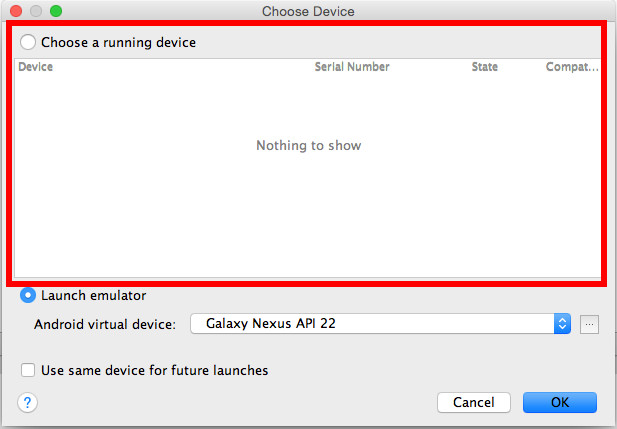 Choose Device
Choose a running device
Device Serial Number State Compat...
Nothing to show
Launch emulator
Android virtual device: Galaxy Nexus API 22 ...
Use same device for future launches
? Cancel OK